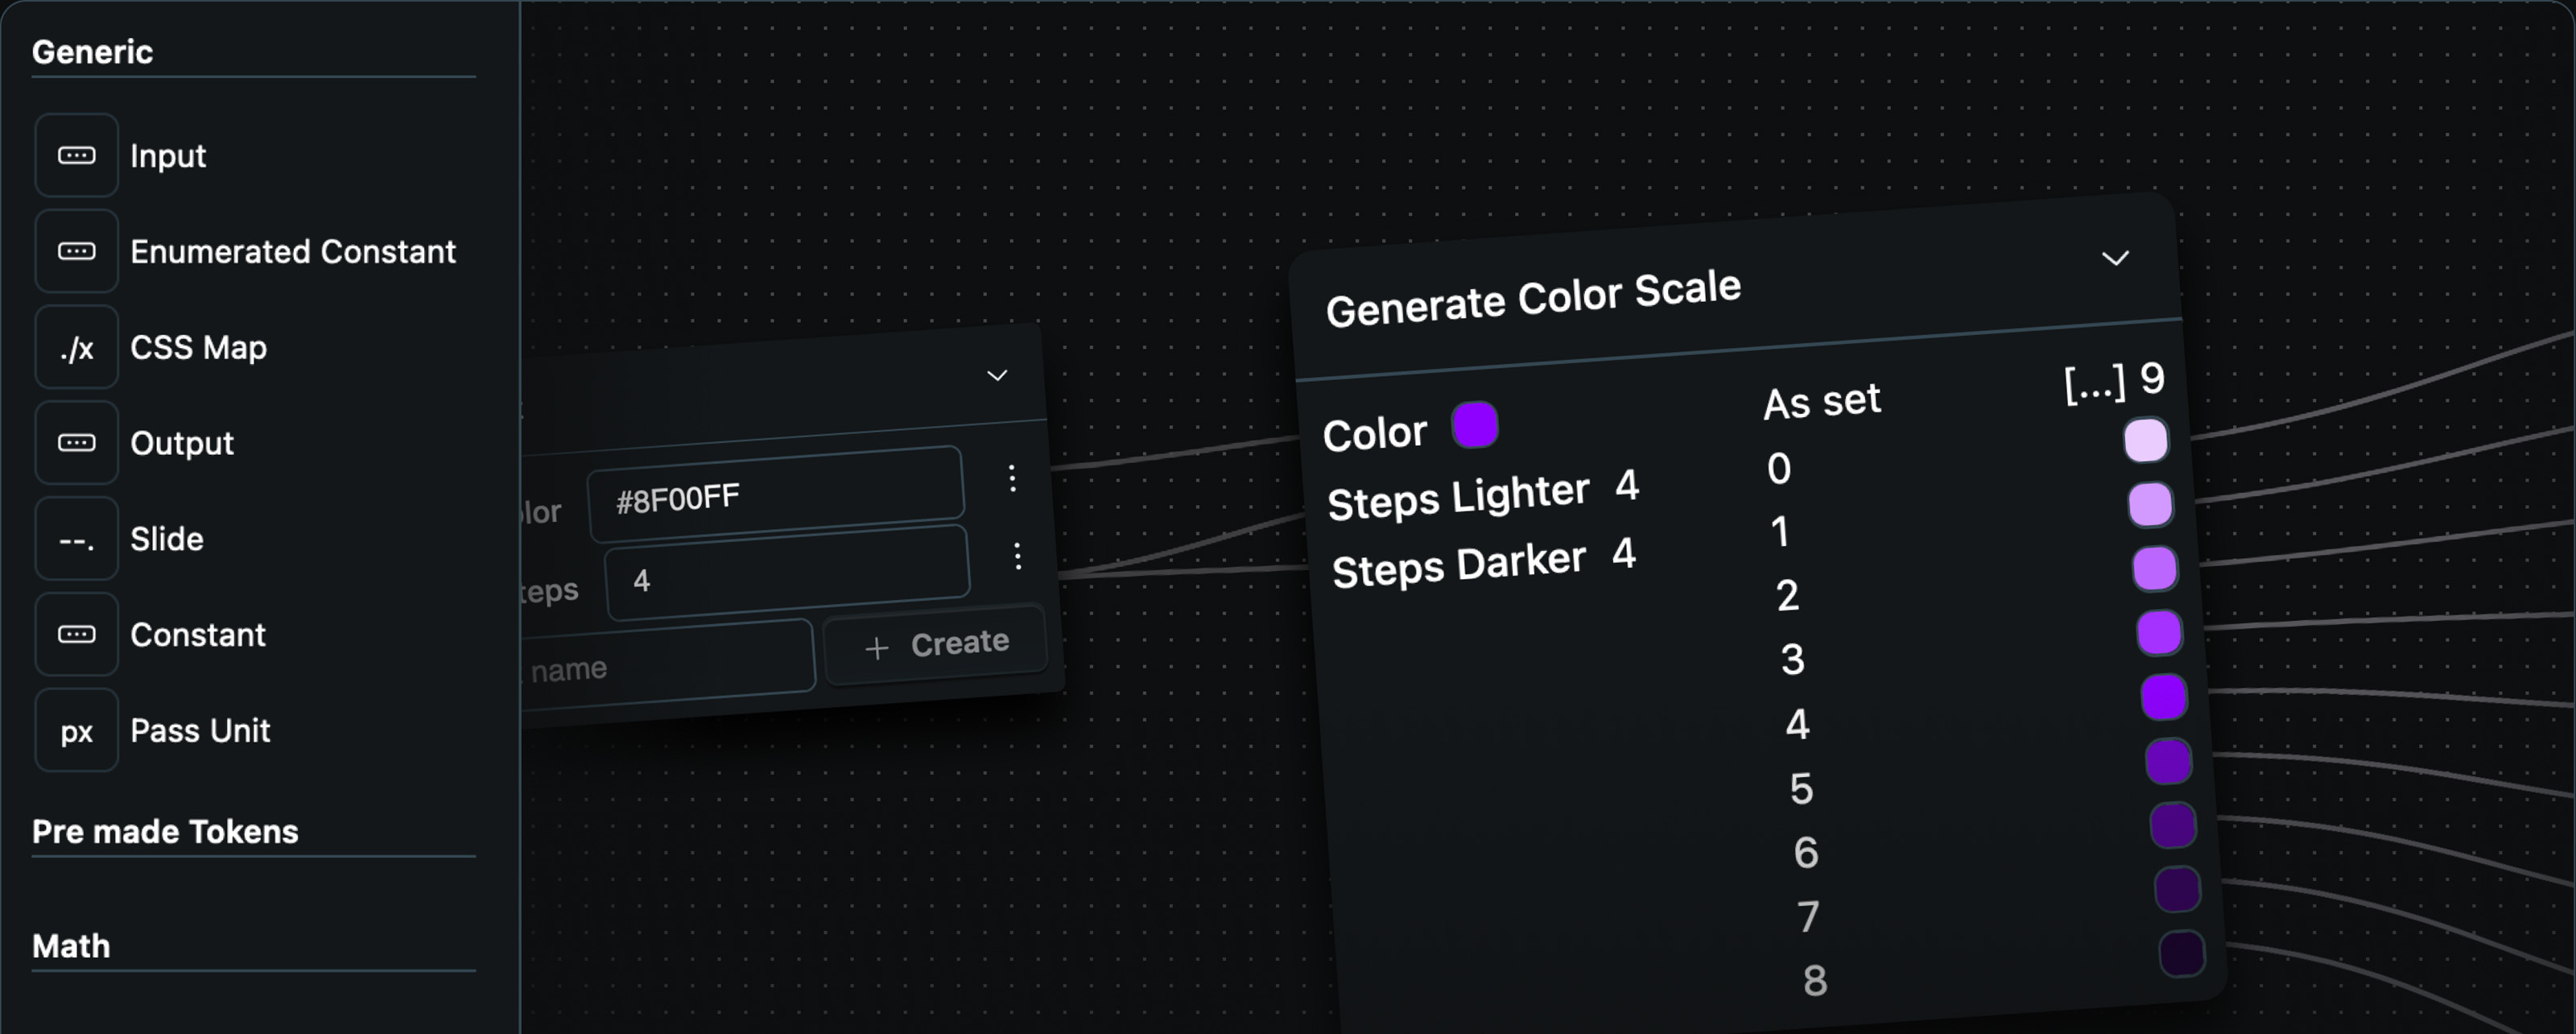 Generic
Input
Enumerated Constant
./x CSS Map
Output
--. Slide
Constant
px Pass Unit
Pre made Tokens
Math
lor #8F00FF
teps 4
name + Create
Generate Color Scale
Color
Steps Lighter 4
Steps Darker 4
As set [...] 9
0
1
2
3
4
5
6
7
8